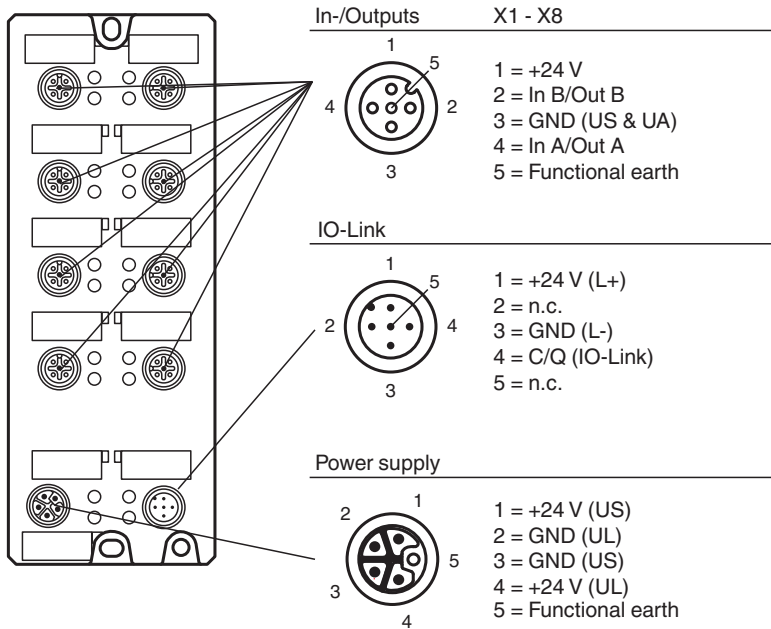 In-/Outputs X1 - X8
1
5
4
2
3
1 = +24 V
2 = In B/Out B
3 = GND (US & UA)
4 = In A/Out A
5 = Functional earth
IO-Link
1
5
2
4
3
1 = +24 V (L+)
2 = n.c.
3 = GND (L-)
4 = C/Q (IO-Link)
5 = n.c.
Power supply
1
2
5
3
4
1 = +24 V (US)
2 = GND (UL)
3 = GND (US)
4 = +24 V (UL)
5 = Functional earth